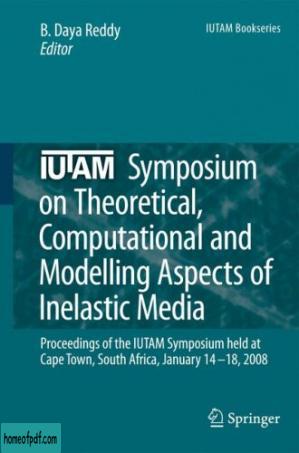 B. Daya Reddy
Editor
IUTAM Bookseries
IUTAM Symposium
on Theoretical,
Computational and
Modelling Aspects of
Inelastic Media
Proceedings of the IUTAM Symposium held at
Cape Town, South Africa, January 14–18, 2008
Springer
homeofpdf.com